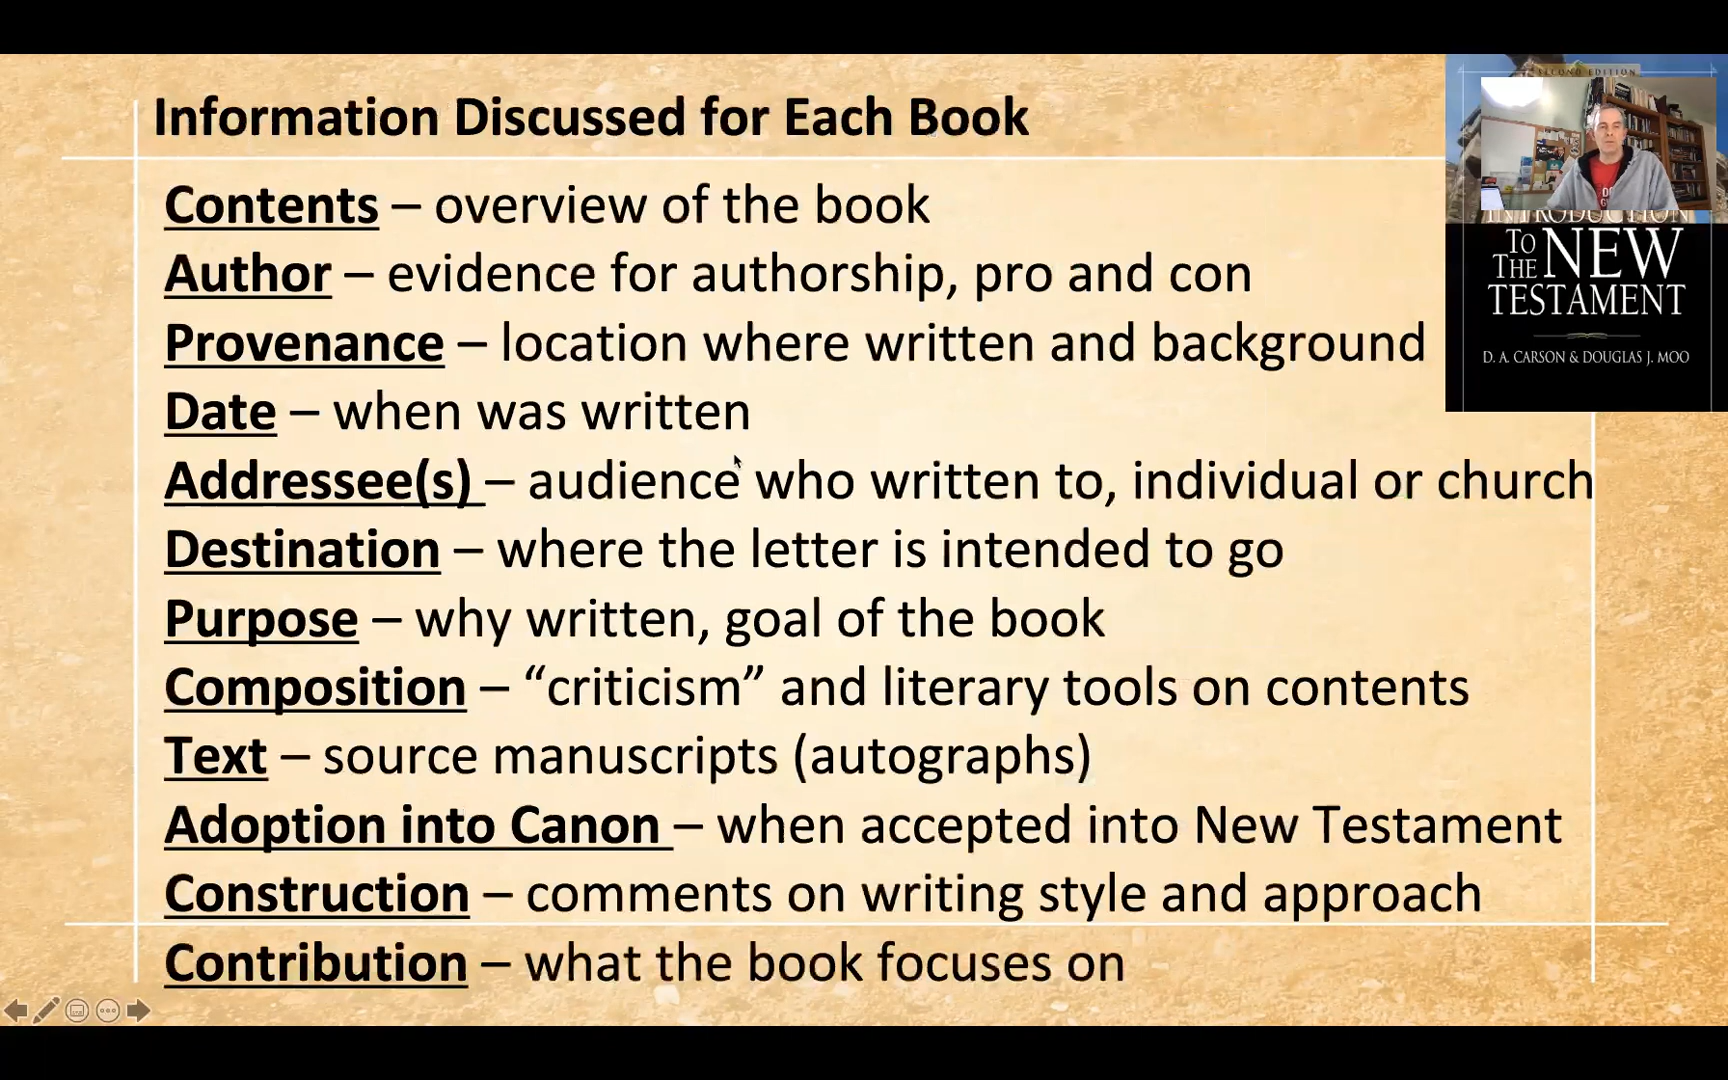 Information Discussed for Each Book
Contents – overview of the book
Author – evidence for authorship, pro and con
Provenance – location where written and background
Date – when was written
Addressee(s) – audience who written to, individual or church
Destination – where the letter is intended to go
Purpose – why written, goal of the book
Composition – “criticism” and literary tools on contents
Text – source manuscripts (autographs)
Adoption into Canon – when accepted into New Testament
Construction – comments on writing style and approach
Contribution – what the book focuses on
SECOND EDITION
INTRODUCTION
TO
THE NEW
TESTAMENT
D. A. CARSON & DOUGLAS J. MOO